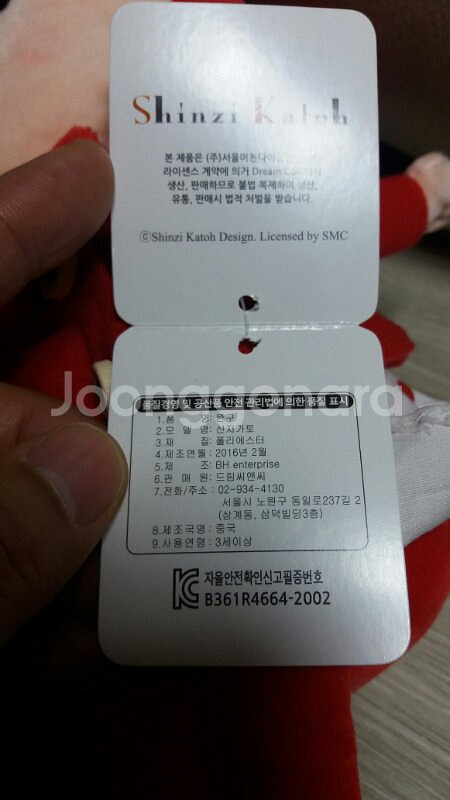 Shinzi Katoh
본 제품은 (주)서울머천다이징
라이센스 계약에 의거 Dream
생산, 판매하므로 불법 복제하여 생산,
유통, 판매시 법적 처벌을 받습니다.
ⓒShinzi Katoh Design. Licensed by SMC
Joonggonara
품질경영 및 공산품 안전 관리법에 의한 품질 표시
1.품 명: 완구
2.모 델 명: 신지가토
3.재 질: 폴리에스터
4.제조연월 : 2016년 2월
5.제 조: BH enterprise
6.판 매 원 : 드림씨앤씨
7.전화/주소 : 02-934-4130
서울시 노원구 동일로237길 2
(상계동, 삼덕빌딩3층)
8.제조국명 : 중국
9.사용연령 : 3세이상
자율안전확인신고필증번호
B361R4664-2002